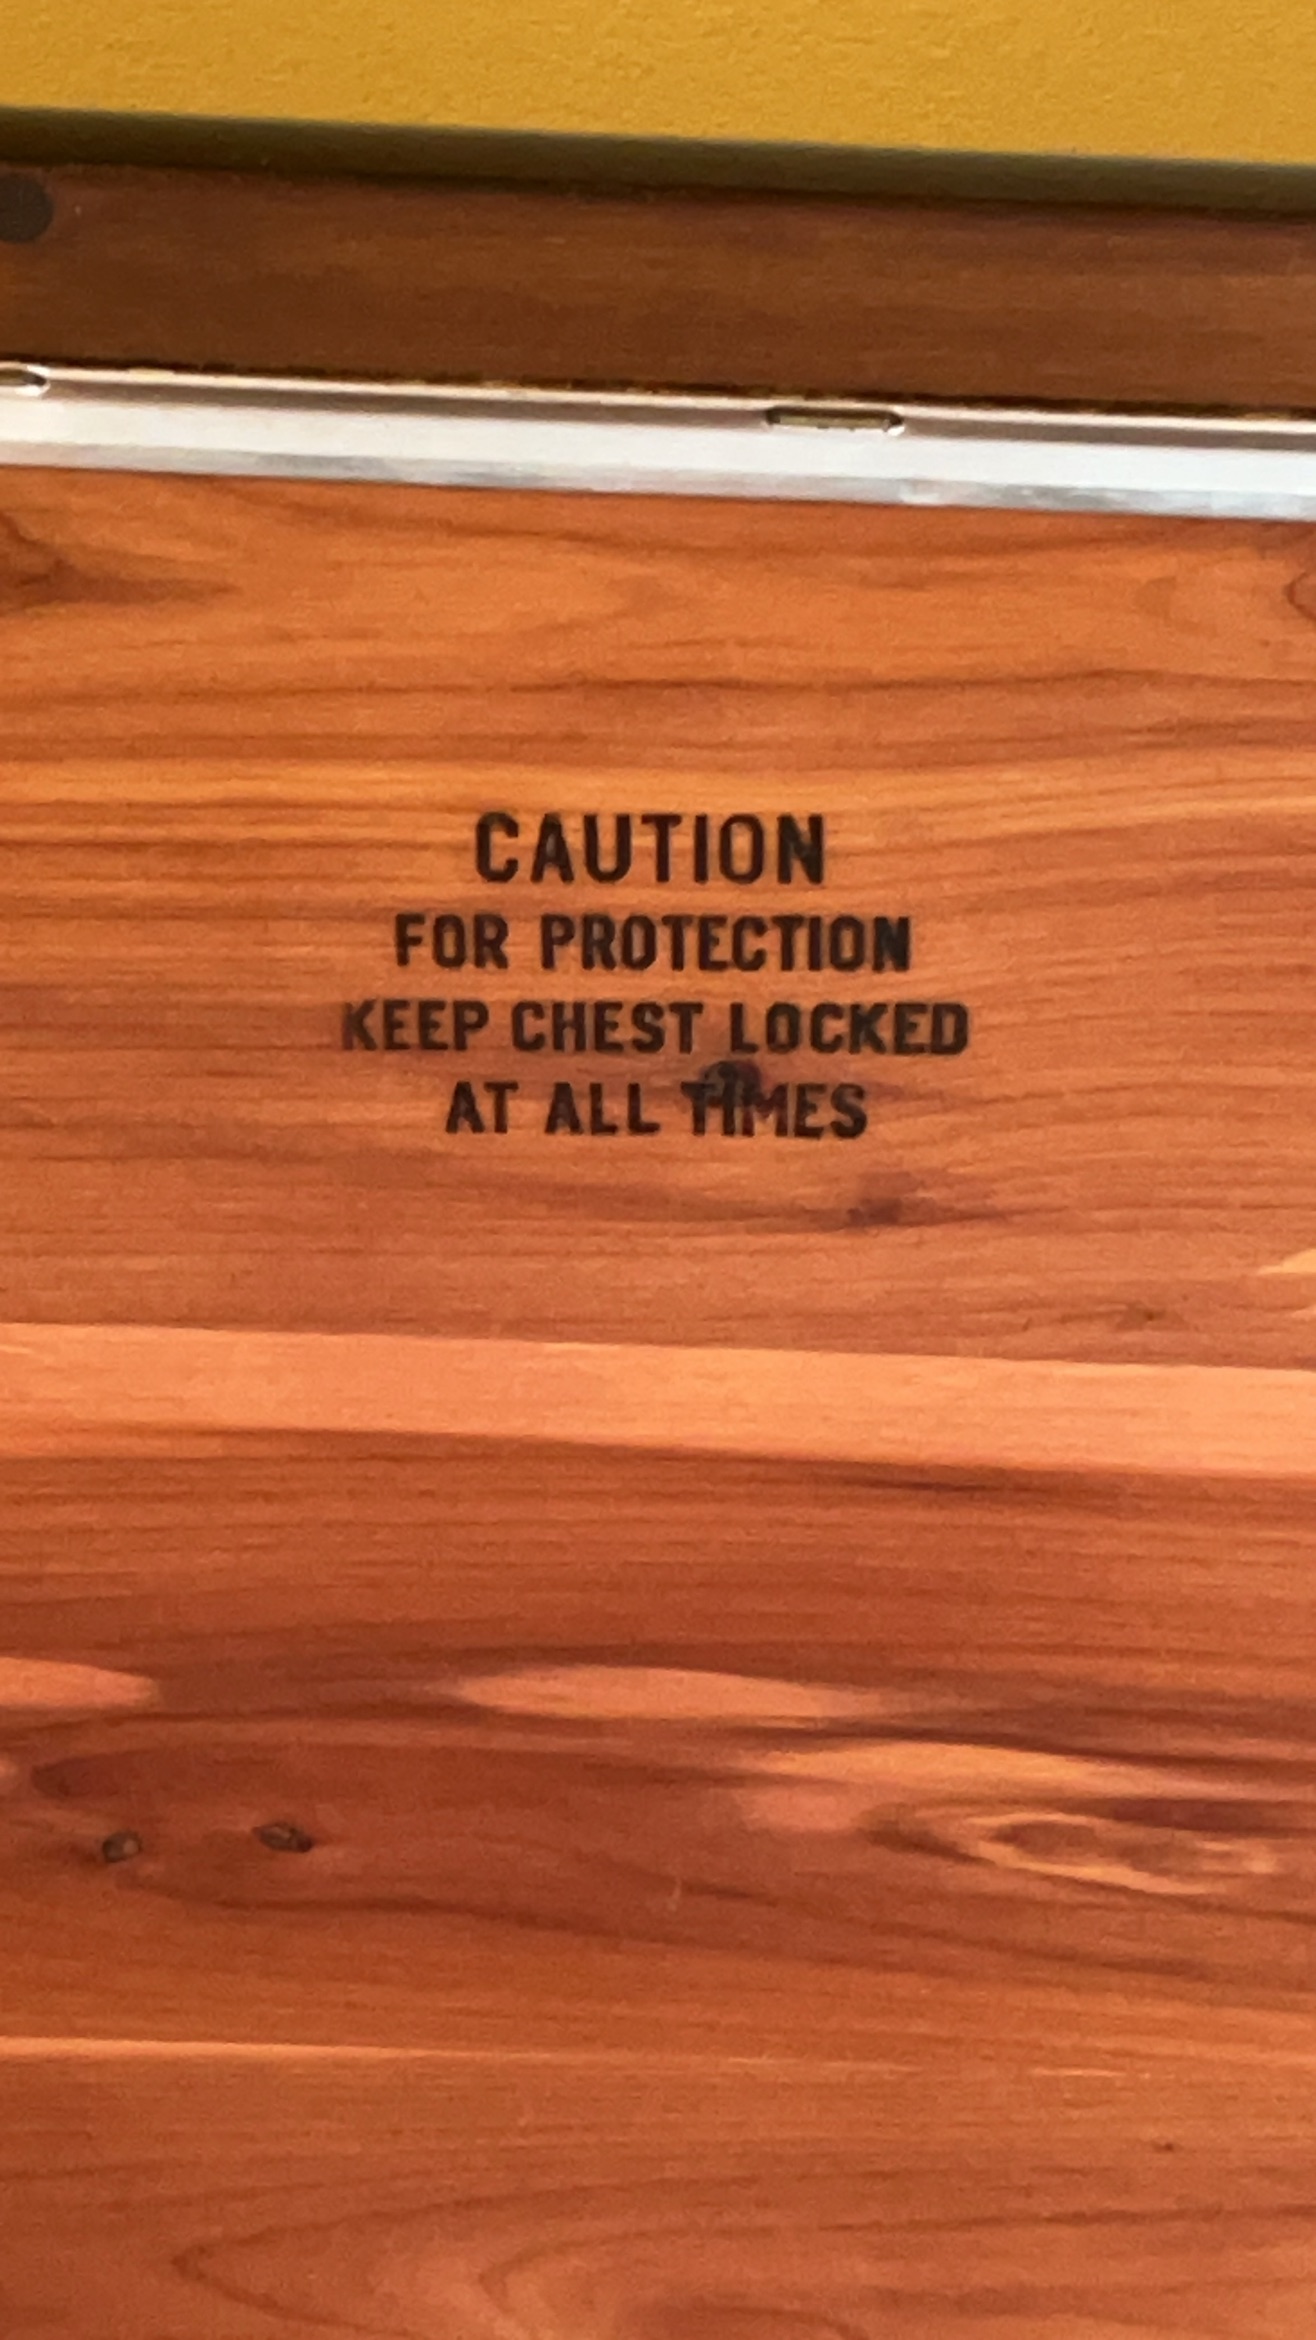 CAUTION
FOR PROTECTION
KEEP CHEST LOCKED
AT ALL TIMES